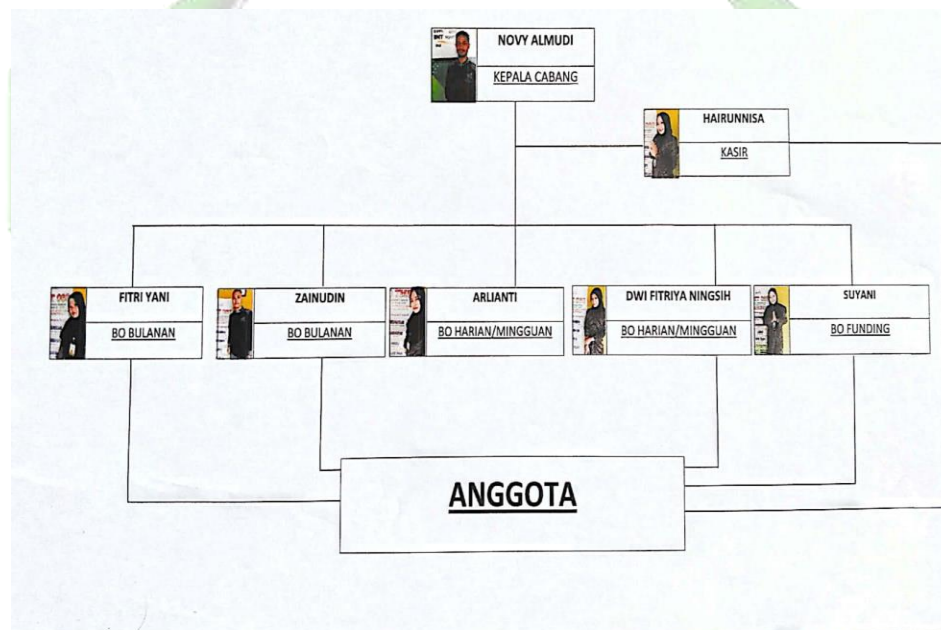 NOVY ALMUDI
KEPALA CABANG
HAIRUNNISA
KASIR
FITRI YANI
BO BULANAN
ZAINUDIN
BO BULANAN
ARLIANTI
BO HARIAN/MINGGUAN
DWI FITRIYA NINGSIH
BO HARIAN/MINGGUAN
SUYANI
BO FUNDING
ANGGOTA